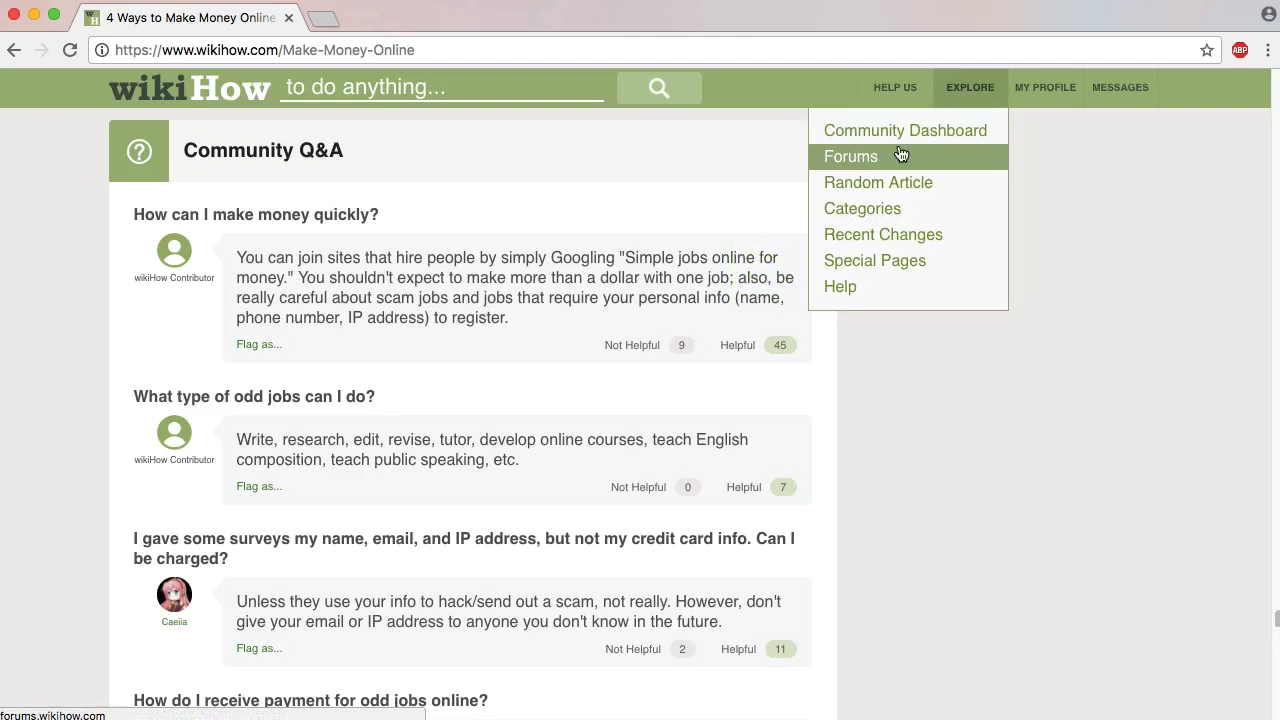 4 Ways to Make Money Online
https://www.wikihow.com/Make-Money-Online
ABP
wikiHow to do anything...
HELP US
EXPLORE
MY PROFILE
MESSAGES
Community Dashboard
Forums
Random Article
Categories
Recent Changes
Special Pages
Help
Community Q&A
How can I make money quickly?
wikiHow Contributor
You can join sites that hire people by simply Googling "Simple jobs online for
money." You shouldn't expect to make more than a dollar with one job; also, be
really careful about scam jobs and jobs that require your personal info (name,
phone number, IP address) to register.
Flag as...
Not Helpful 9
Helpful 45
What type of odd jobs can I do?
wikiHow Contributor
Write, research, edit, revise, tutor, develop online courses, teach English
composition, teach public speaking, etc.
Flag as...
Not Helpful 0
Helpful 7
I gave some surveys my name, email, and IP address, but not my credit card info. Can I
be charged?
Caeiia
Unless they use your info to hack/send out a scam, not really. However, don't
give your email or IP address to anyone you don't know in the future.
Flag as...
Not Helpful 2
Helpful 11
How do I receive payment for odd jobs online?
forums.wikihow.com